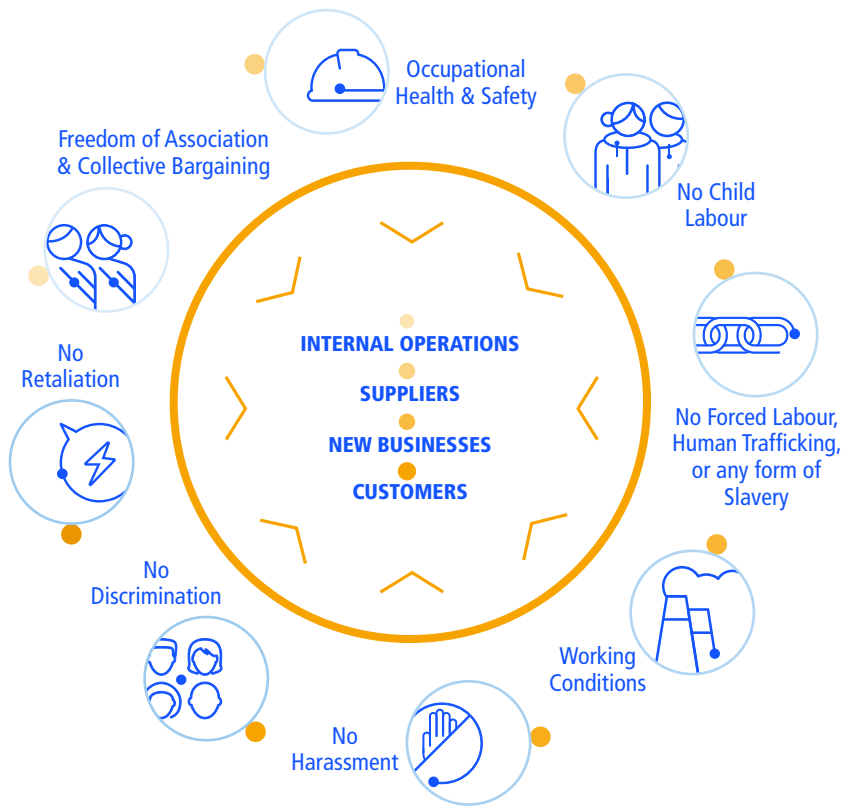 Occupational
Health & Safety
Freedom of Association
& Collective Bargaining
No Child
Labour
INTERNAL OPERATIONS
SUPPLIERS
NEW BUSINESSES
CUSTOMERS
No
Retaliation
No Forced Labour,
Human Trafficking,
or any form of
Slavery
No
Discrimination
Working
Conditions
No
Harassment